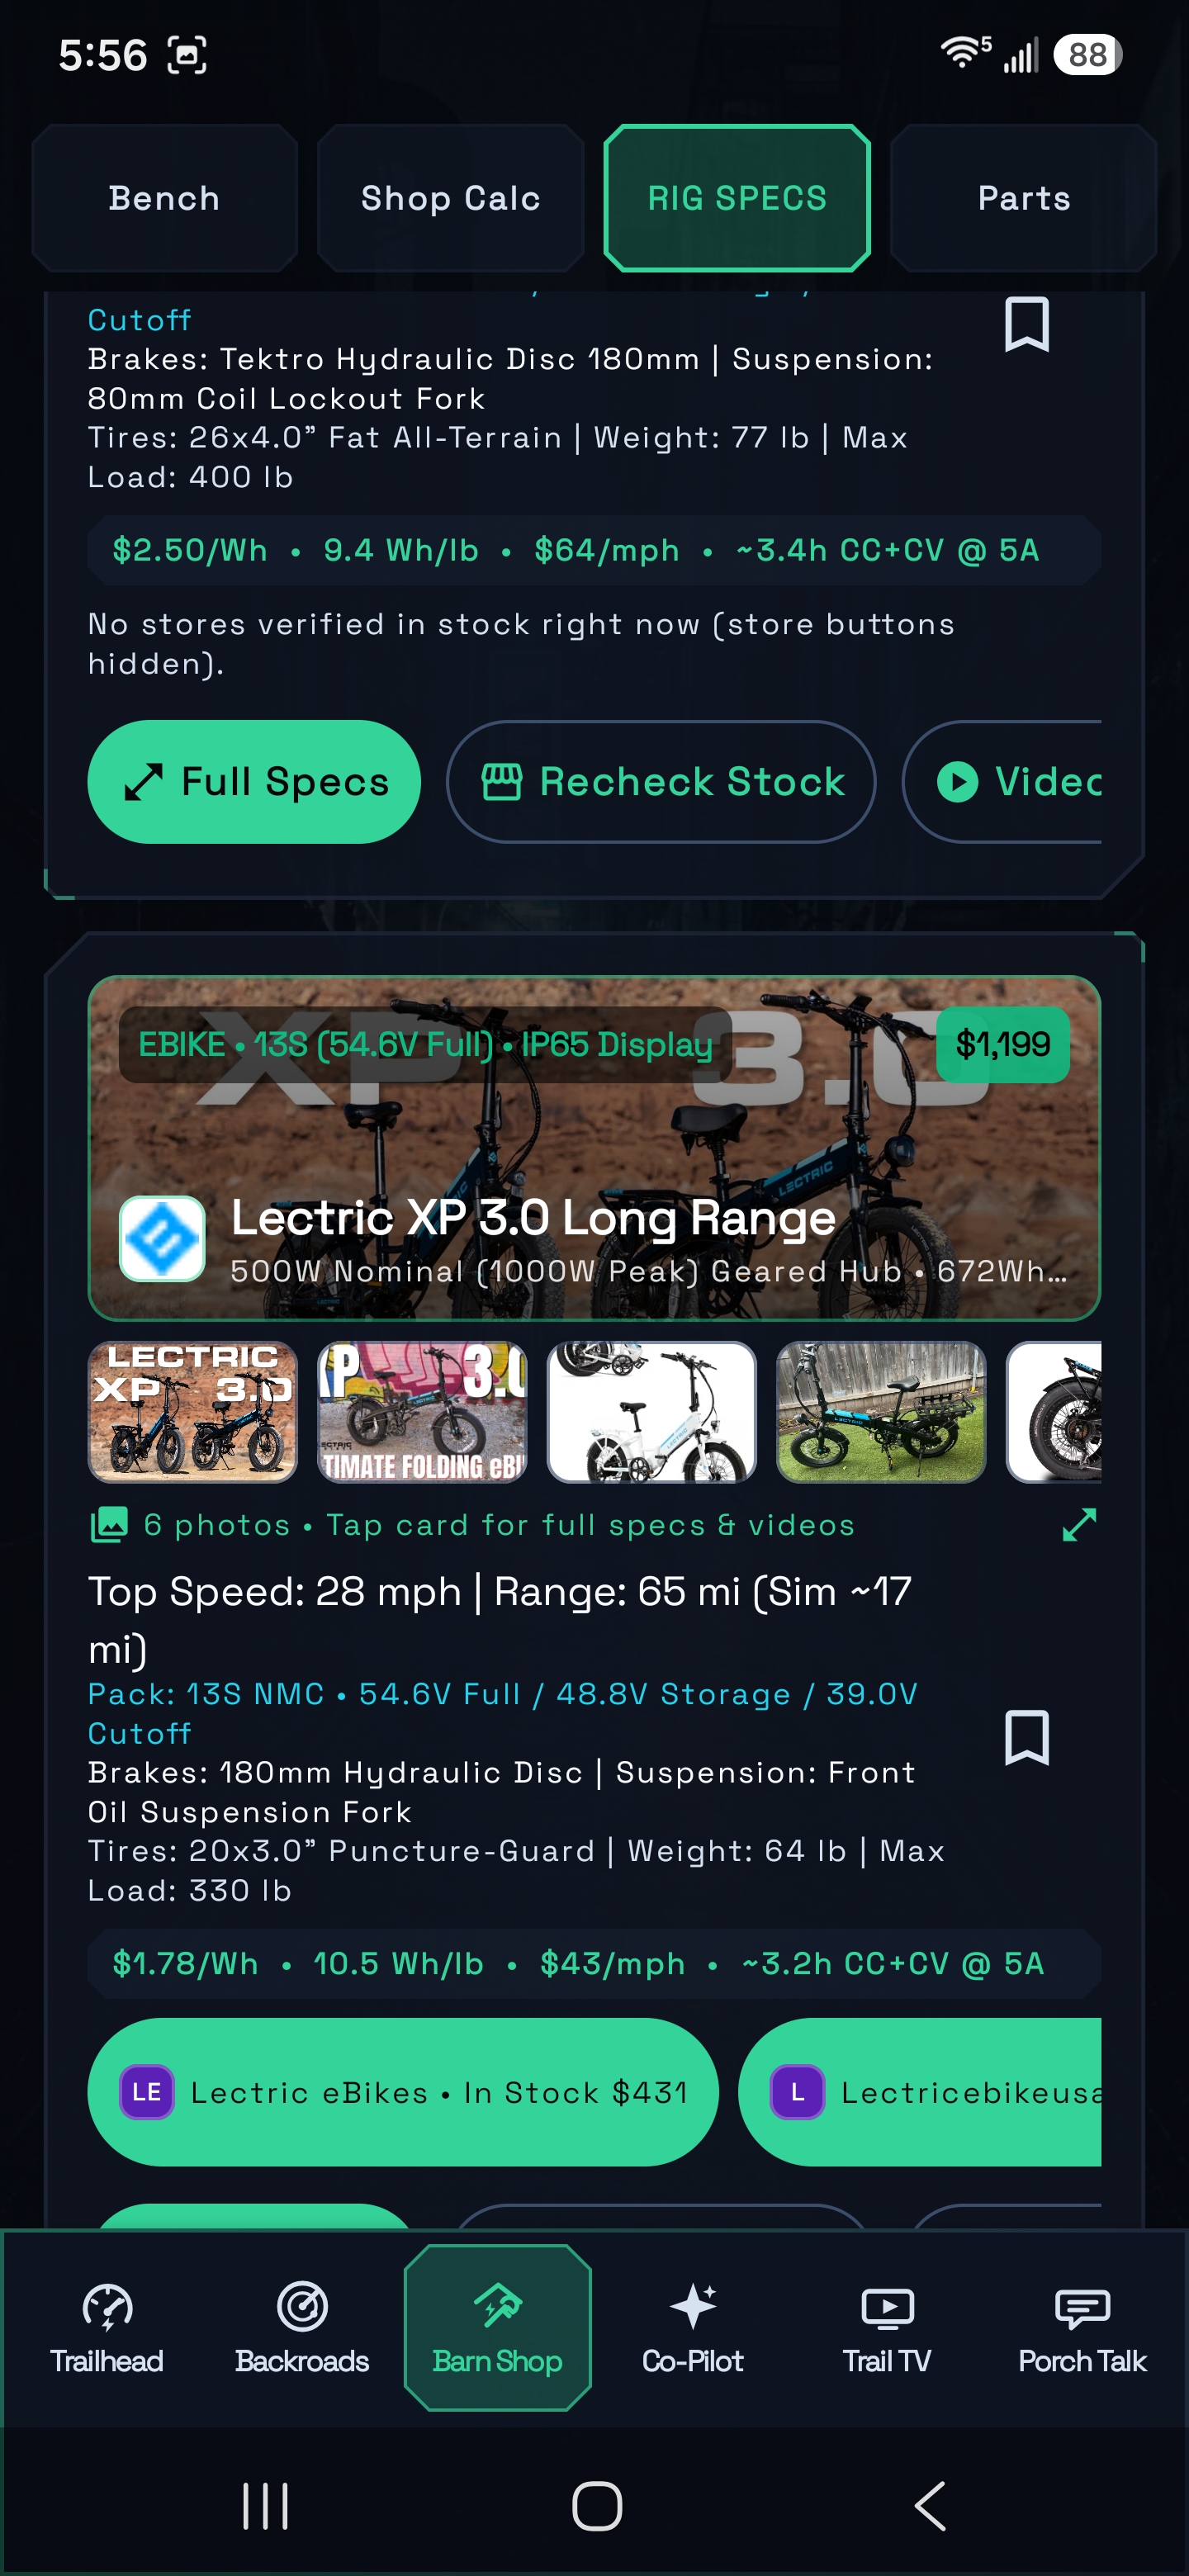 5:56
5
88
Bench
Shop Calc
RIG SPECS
Parts
Cutoff
Brakes: Tektro Hydraulic Disc 180mm | Suspension:
80mm Coil Lockout Fork
Tires: 26x4.0" Fat All-Terrain | Weight: 77 lb | Max
Load: 400 lb
$2.50/Wh • 9.4 Wh/lb • $64/mph • ~3.4h CC+CV @ 5A
No stores verified in stock right now (store buttons
hidden).
Full Specs
Recheck Stock
XP 3.0
EBIKE • 13S (54.6V Full) • IP65 Display
$1,199
LECTRIC
Lectric XP 3.0 Long Range
500W Nominal (1000W Peak) Geared Hub • 672Wh…
LECTRIC
XP 3.0
6 photos • Tap card for full specs & videos
Top Speed: 28 mph | Range: 65 mi (Sim ~17
mi)
Pack: 13S NMC • 54.6V Full / 48.8V Storage / 39.0V
Cutoff
Brakes: 180mm Hydraulic Disc | Suspension: Front
Oil Suspension Fork
Tires: 20x3.0" Puncture-Guard | Weight: 64 lb | Max
Load: 330 lb
$1.78/Wh • 10.5 Wh/lb • $43/mph • ~3.2h CC+CV @ 5A
LE Lectric eBikes • In Stock $431
L Lectricebikeusa
Trailhead
Backroads
Barn Shop
Co-Pilot
Trail TV
Porch Talk